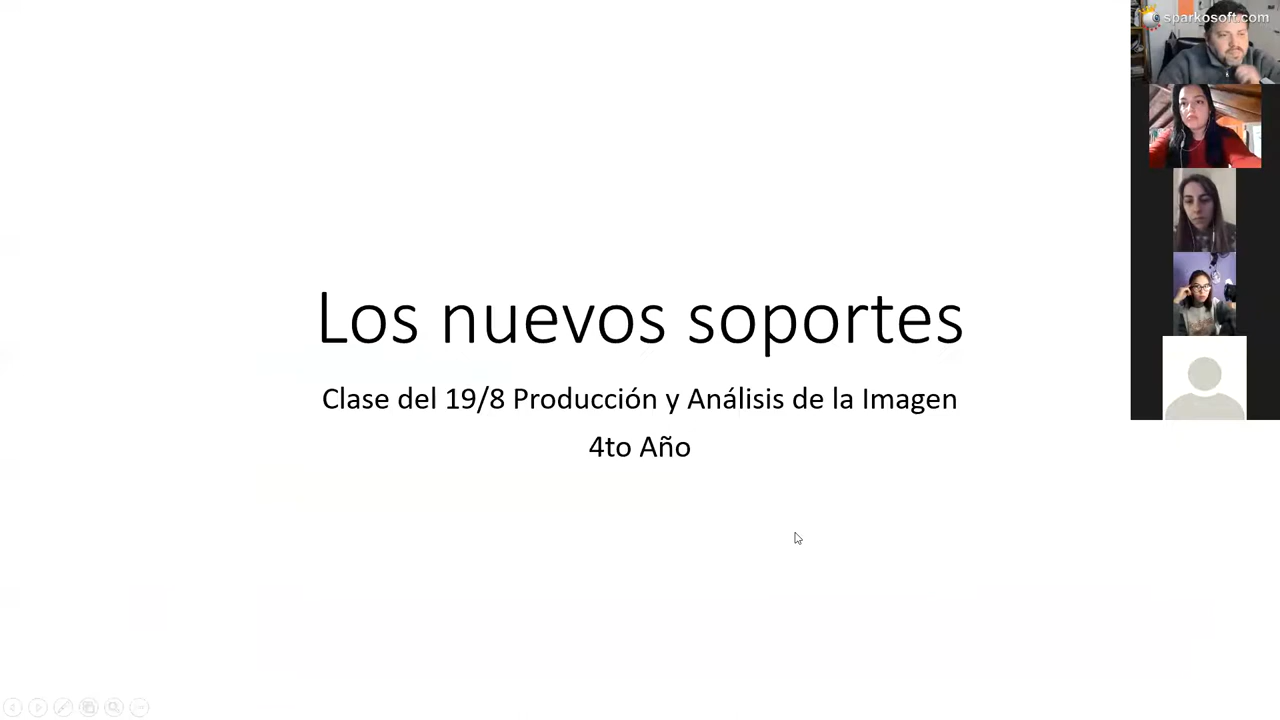 sparkosoft.com
Los nuevos soportes
Clase del 19/8 Producción y Análisis de la Imagen
4to Año